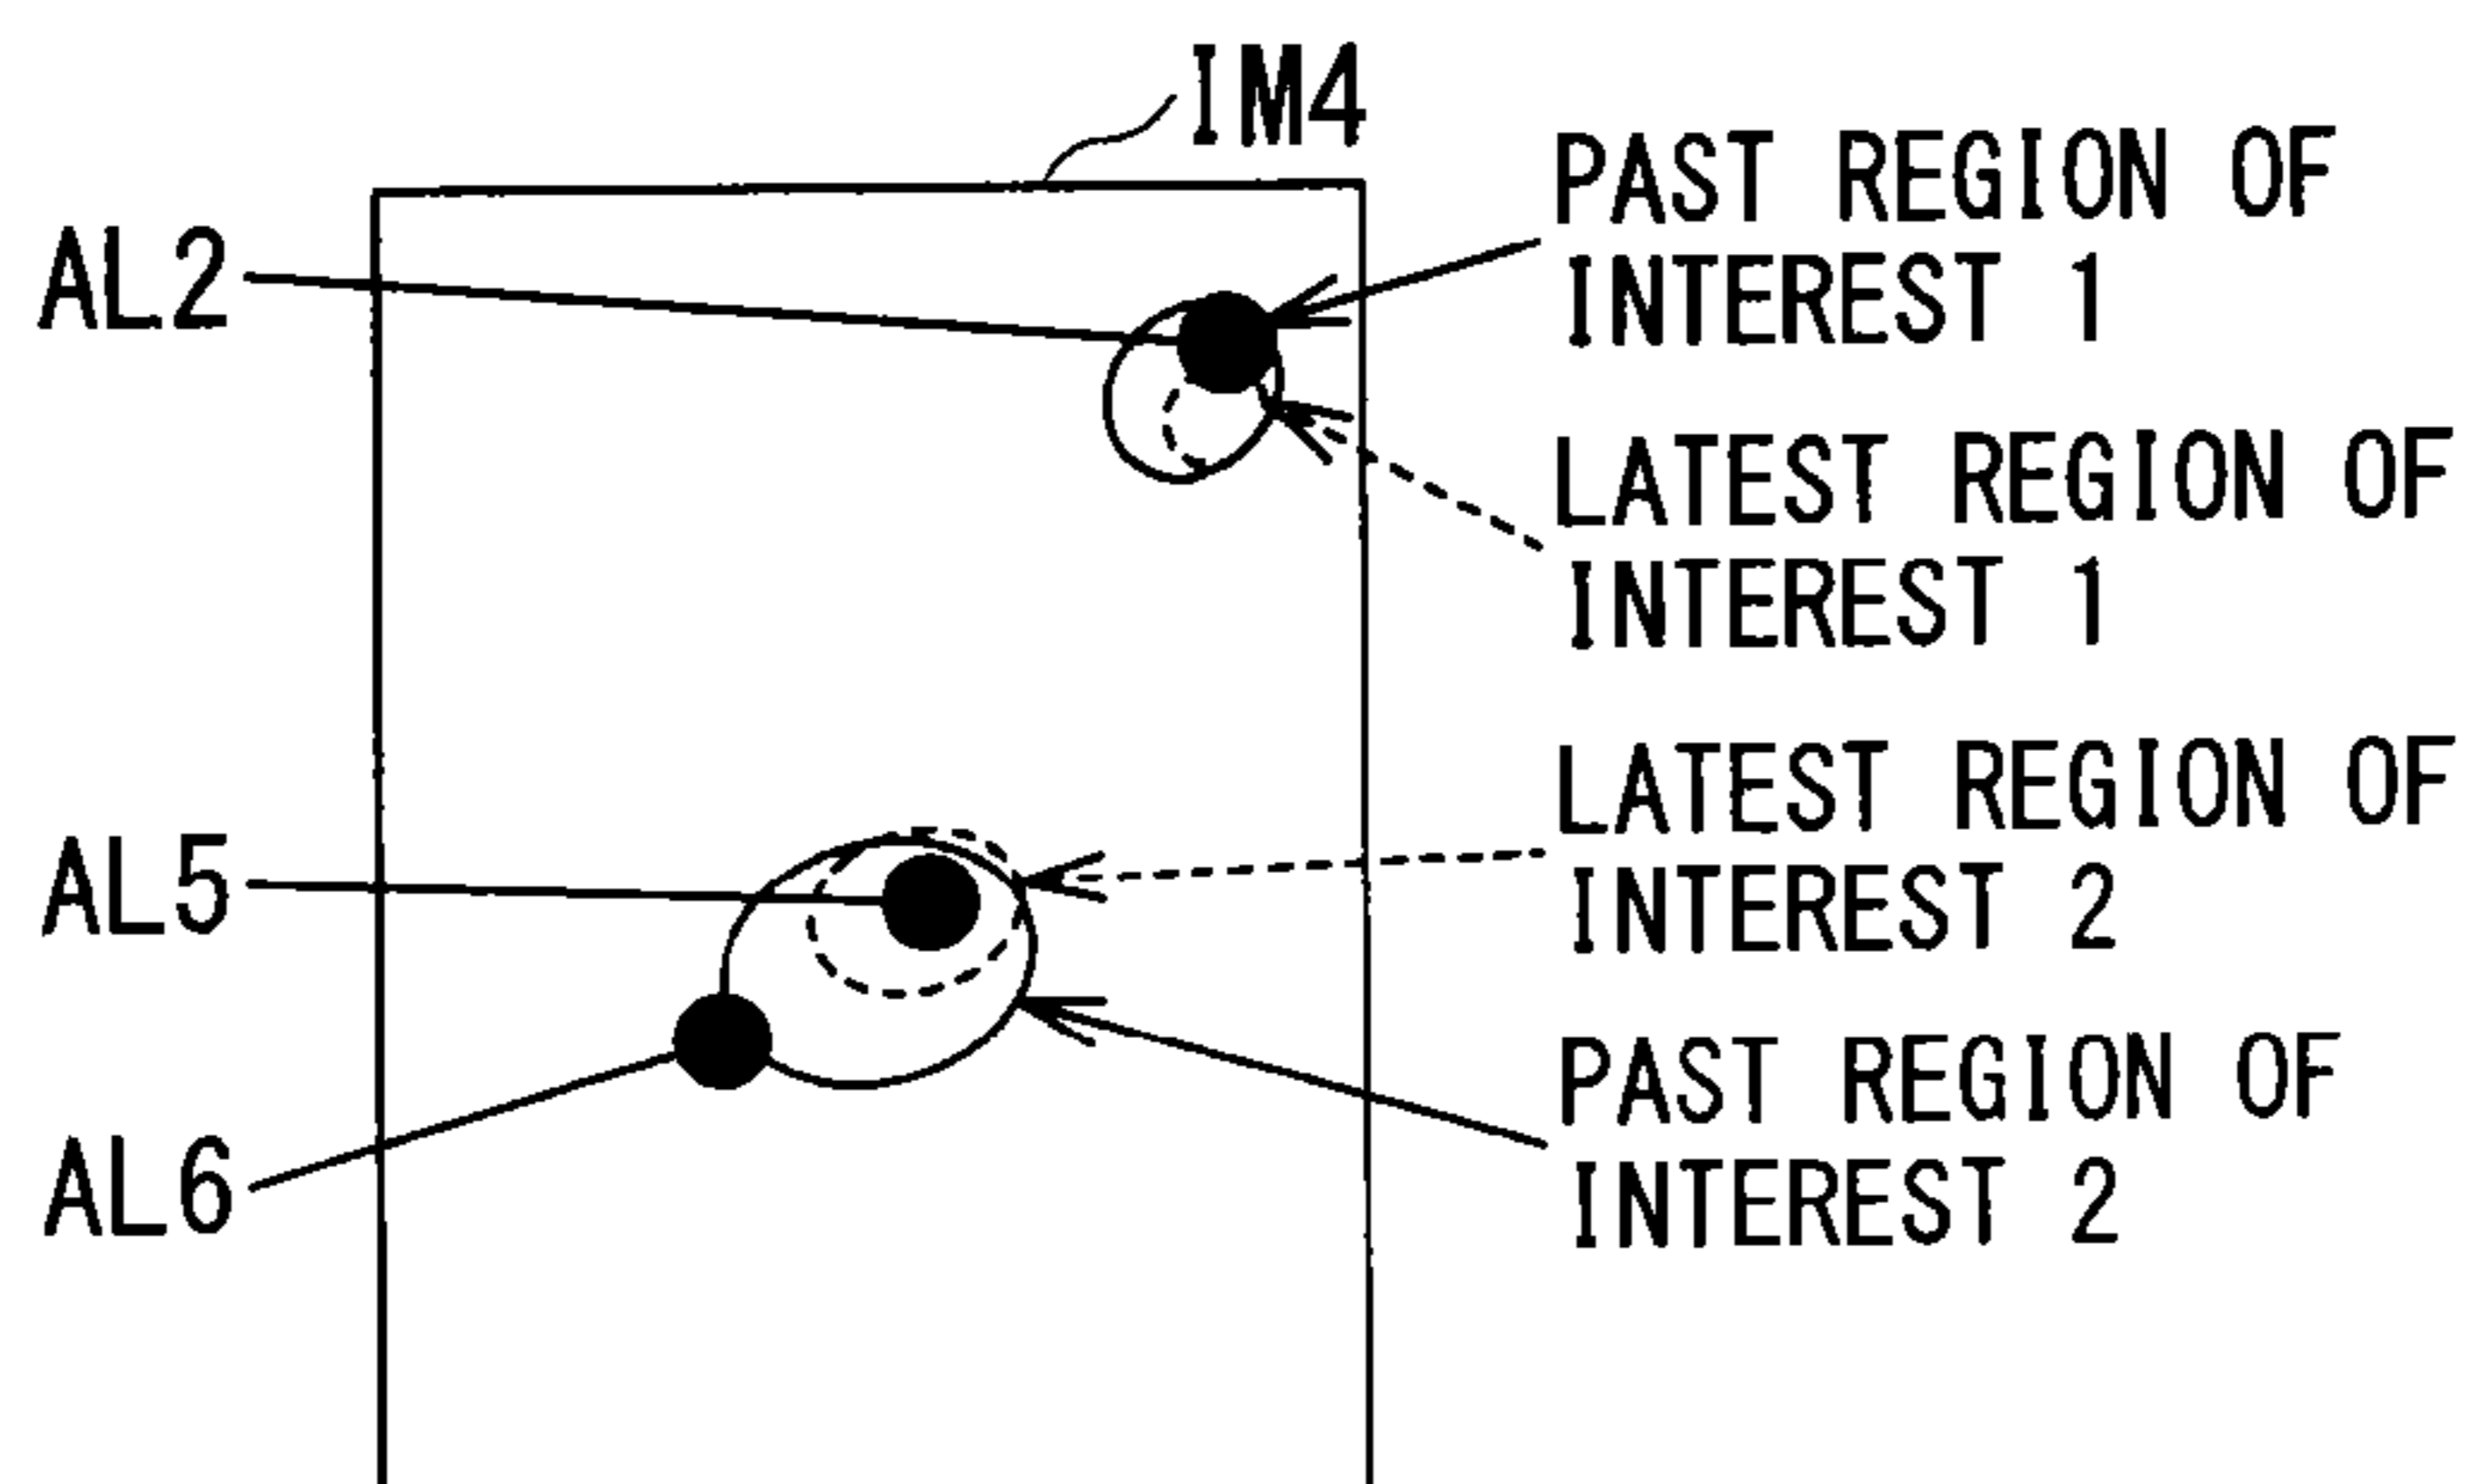 IM4
PAST REGION OF
INTEREST 1
AL2
LATEST REGION OF
INTEREST 1
LATEST REGION OF
INTEREST 2
AL5
PAST REGION OF
INTEREST 2
AL6